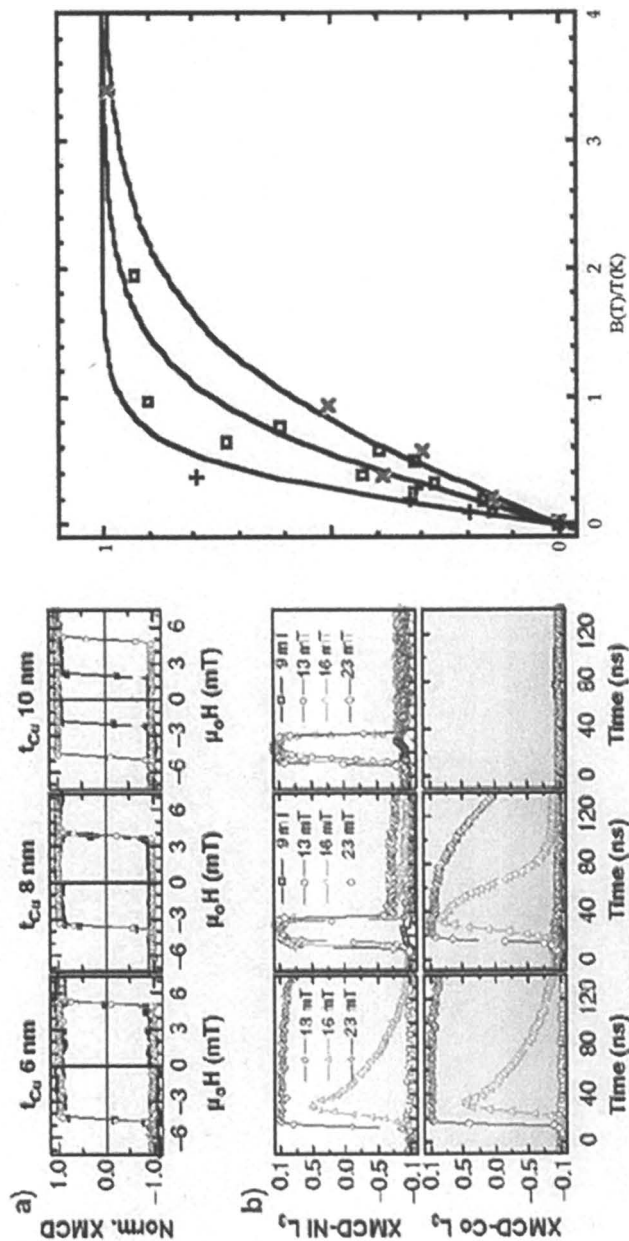 a)
t_Cu 6 nm
t_Cu 8 nm
t_Cu 10 nm
Norm. XMCD
1.0
0.5
0.0
−0.5
−1.0
−6 −3 0 3 6
−6 −3 0 3 6
−6 −3 0 3 6
μ₀H (mT)
μ₀H (mT)
μ₀H (mT)
b)
XMCD-Ni L₃
0.1
0.5
0.0
−0.5
−0.1
13 mT
16 mT
23 mT
9 mT
13 mT
16 mT
23 mT
9 mT
13 mT
16 mT
23 mT
XMCD-Co L₃
0.1
0.5
0.0
−0.5
−0.1
0 40 80 120
0 40 80 120
0 40 80 120
Time (ns)
Time (ns)
Time (ns)
1
0
0 1 2 3 4
B(T)/T(K)